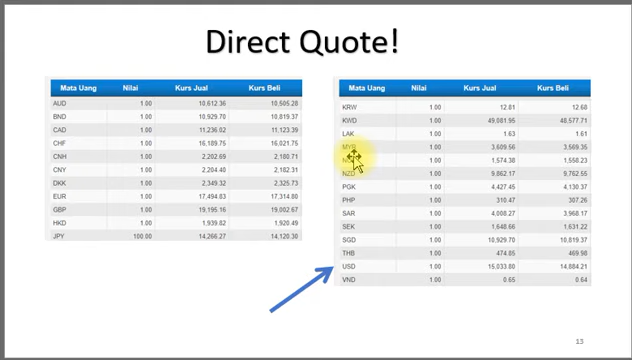 Direct Quote!
Mata Uang Nilai Kurs Jual Kurs Beli
AUD 1.00 10,612.36 10,505.28
BND 1.00 10,929.70 10,819.37
CAD 1.00 11,236.02 11,123.39
CHF 1.00 16,189.75 16,021.75
CNH 1.00 2,202.69 2,180.71
CNY 1.00 2,204.40 2,182.31
DKK 1.00 2,349.32 2,325.73
EUR 1.00 17,494.83 17,314.80
GBP 1.00 19,195.16 19,002.67
HKD 1.00 1,939.82 1,920.49
JPY 100.00 14,266.27 14,120.30
Mata Uang Nilai Kurs Jual Kurs Beli
KRW 1.00 12.81 12.68
KWD 1.00 49,081.95 48,577.71
LAK 1.00 1.63 1.61
MYR 1.00 3,609.56 3,569.35
1.00 1,574.38 1,558.23
NZD 1.00 9,862.17 9,762.55
PGK 1.00 4,427.45 4,130.37
PHP 1.00 310.47 307.26
SAR 1.00 4,008.27 3,968.17
SEK 1.00 1,648.66 1,631.22
SGD 1.00 10,929.70 10,819.37
THB 1.00 474.85 469.98
USD 1.00 15,033.80 14,884.21
VND 1.00 0.65 0.64
13